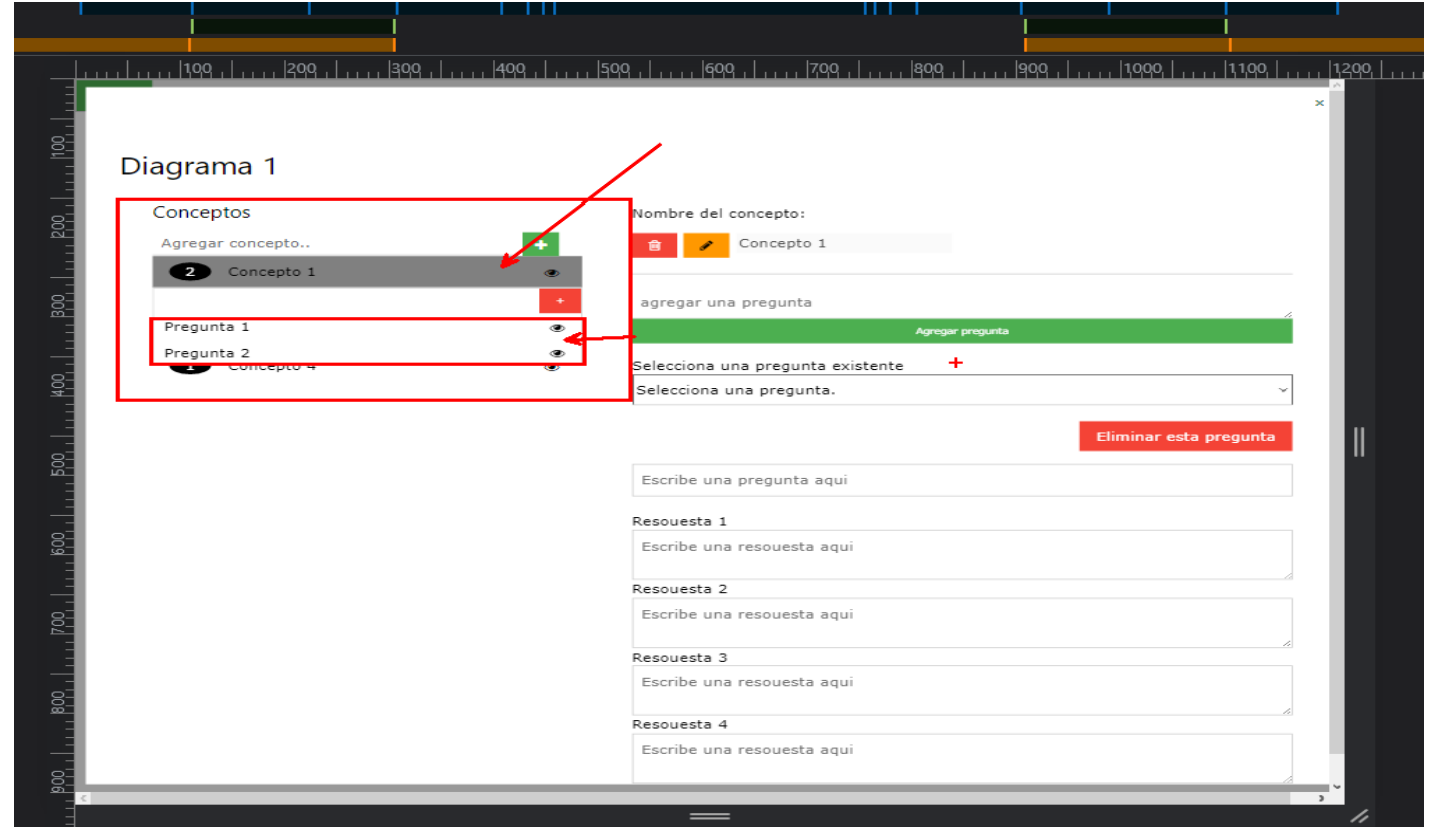 100 200 300 400 500 600 700 800 900 1000 1100 1200
×
100
200
300
400
500
600
700
800
900
Diagrama 1
Conceptos
Agregar concepto..
+
2 Concepto 1
+
Pregunta 1
Pregunta 2
1 Concepto 4
Nombre del concepto:
Concepto 1
agregar una pregunta
Agregar pregunta
Selecciona una pregunta existente +
Selecciona una pregunta.
Eliminar esta pregunta
Escribe una pregunta aqui
Resouesta 1
Escribe una resouesta aqui
Resouesta 2
Escribe una resouesta aqui
Resouesta 3
Escribe una resouesta aqui
Resouesta 4
Escribe una resouesta aqui